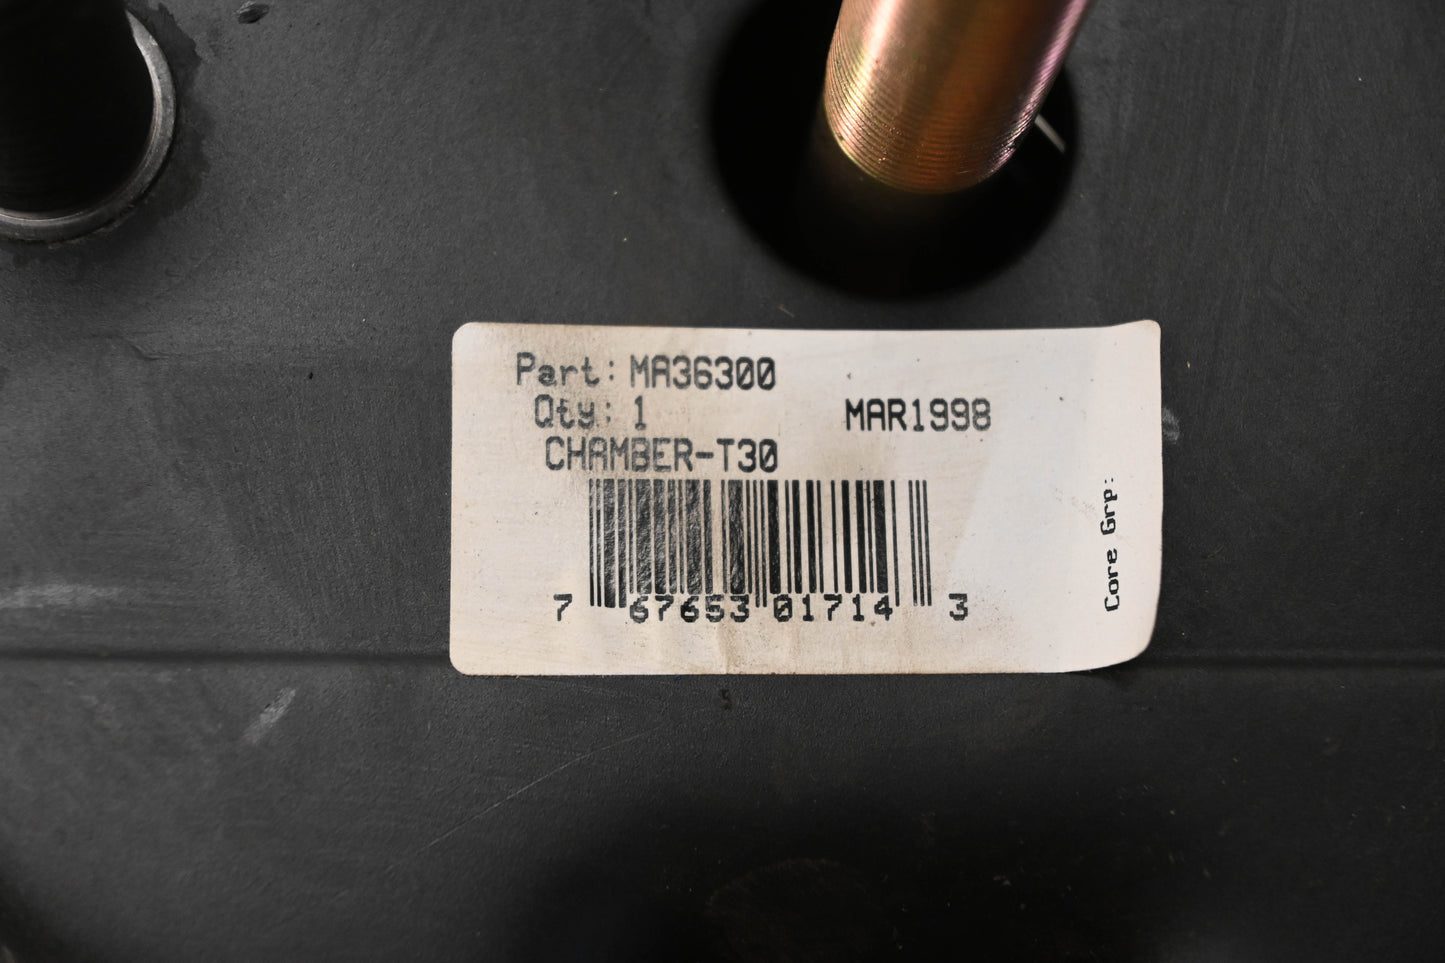 Part: MA36300
Qty: 1 MAR1998
CHAMBER-T30
7 67653 01714 3
Core Grp: